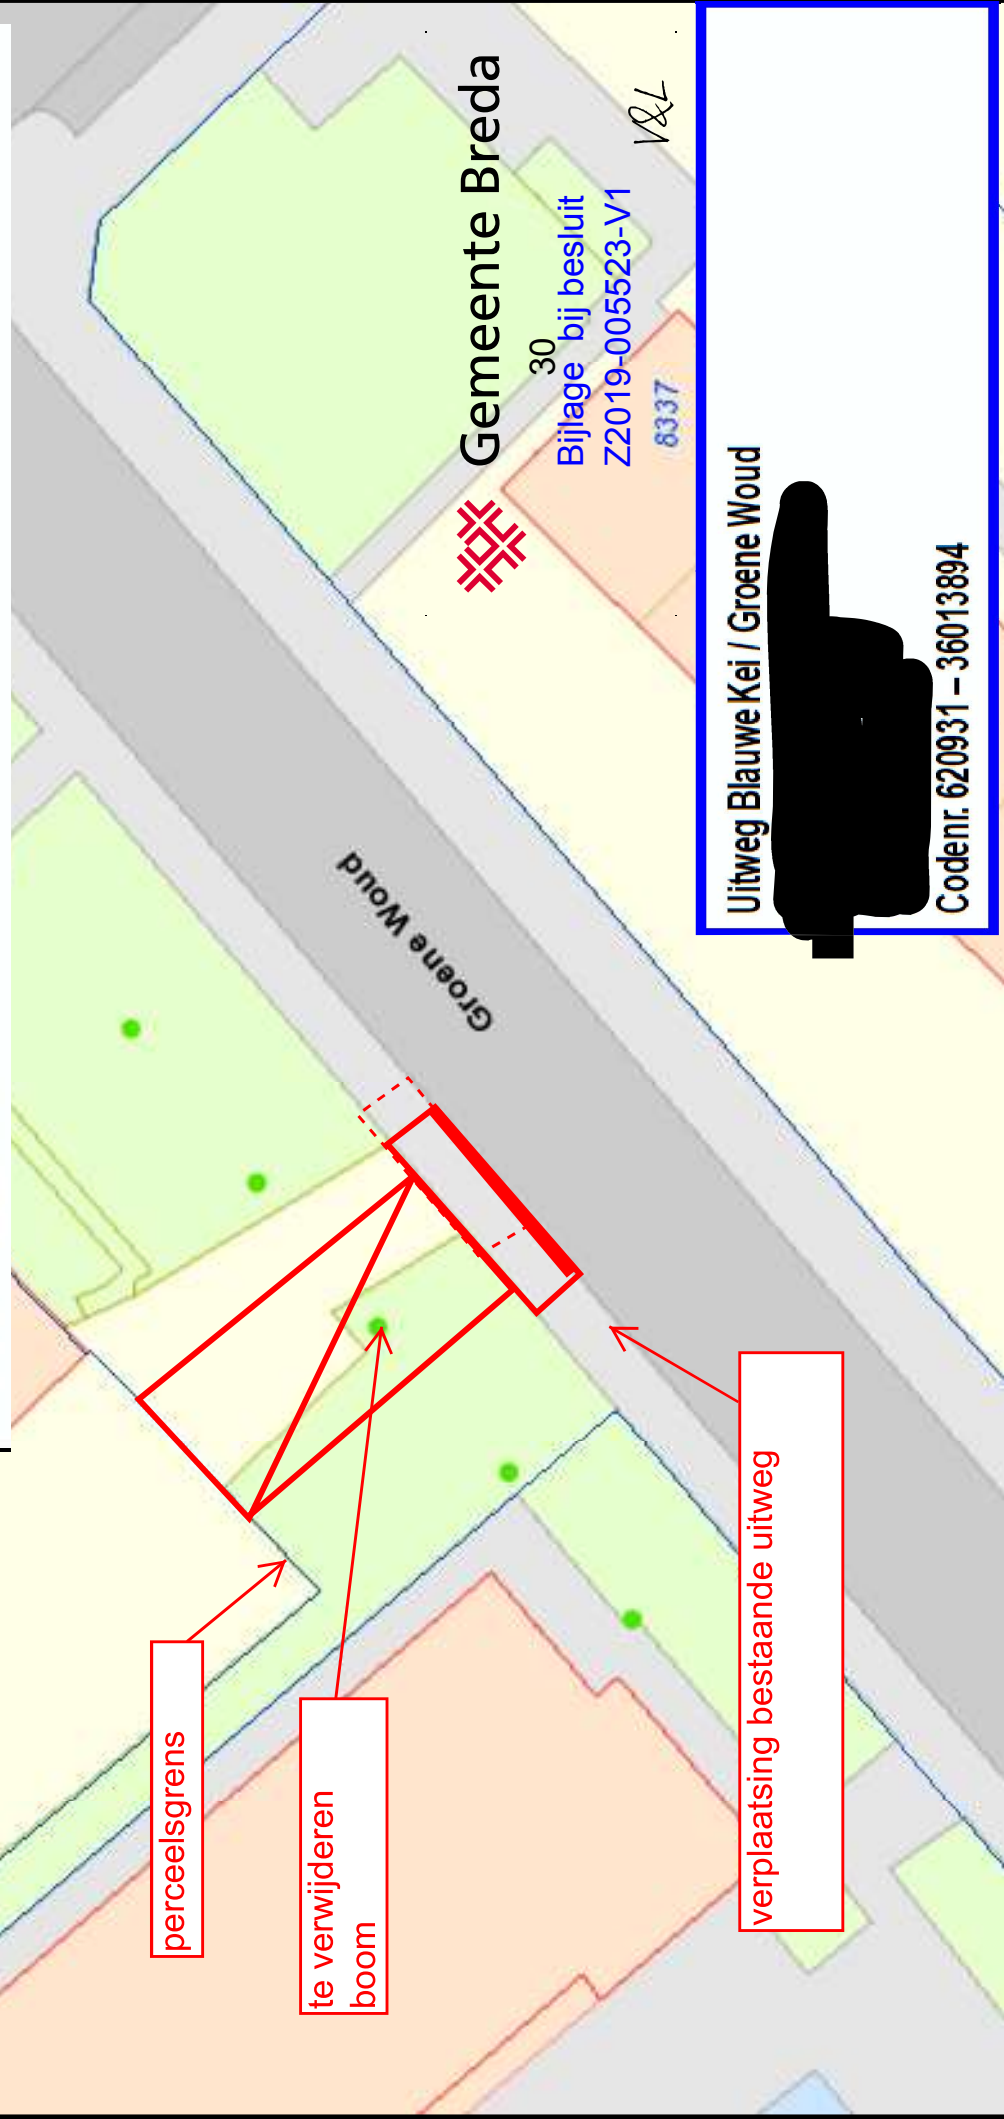 Gemeente Breda
30
Bijlage bij besluit
Z2019-005523-V1
8337
V&L
Uitweg Blauwe Kei / Groene Woud
Codenr. 620931 – 36013894
Groene Woud
perceelsgrens
te verwijderen
boom
verplaatsing bestaande uitweg